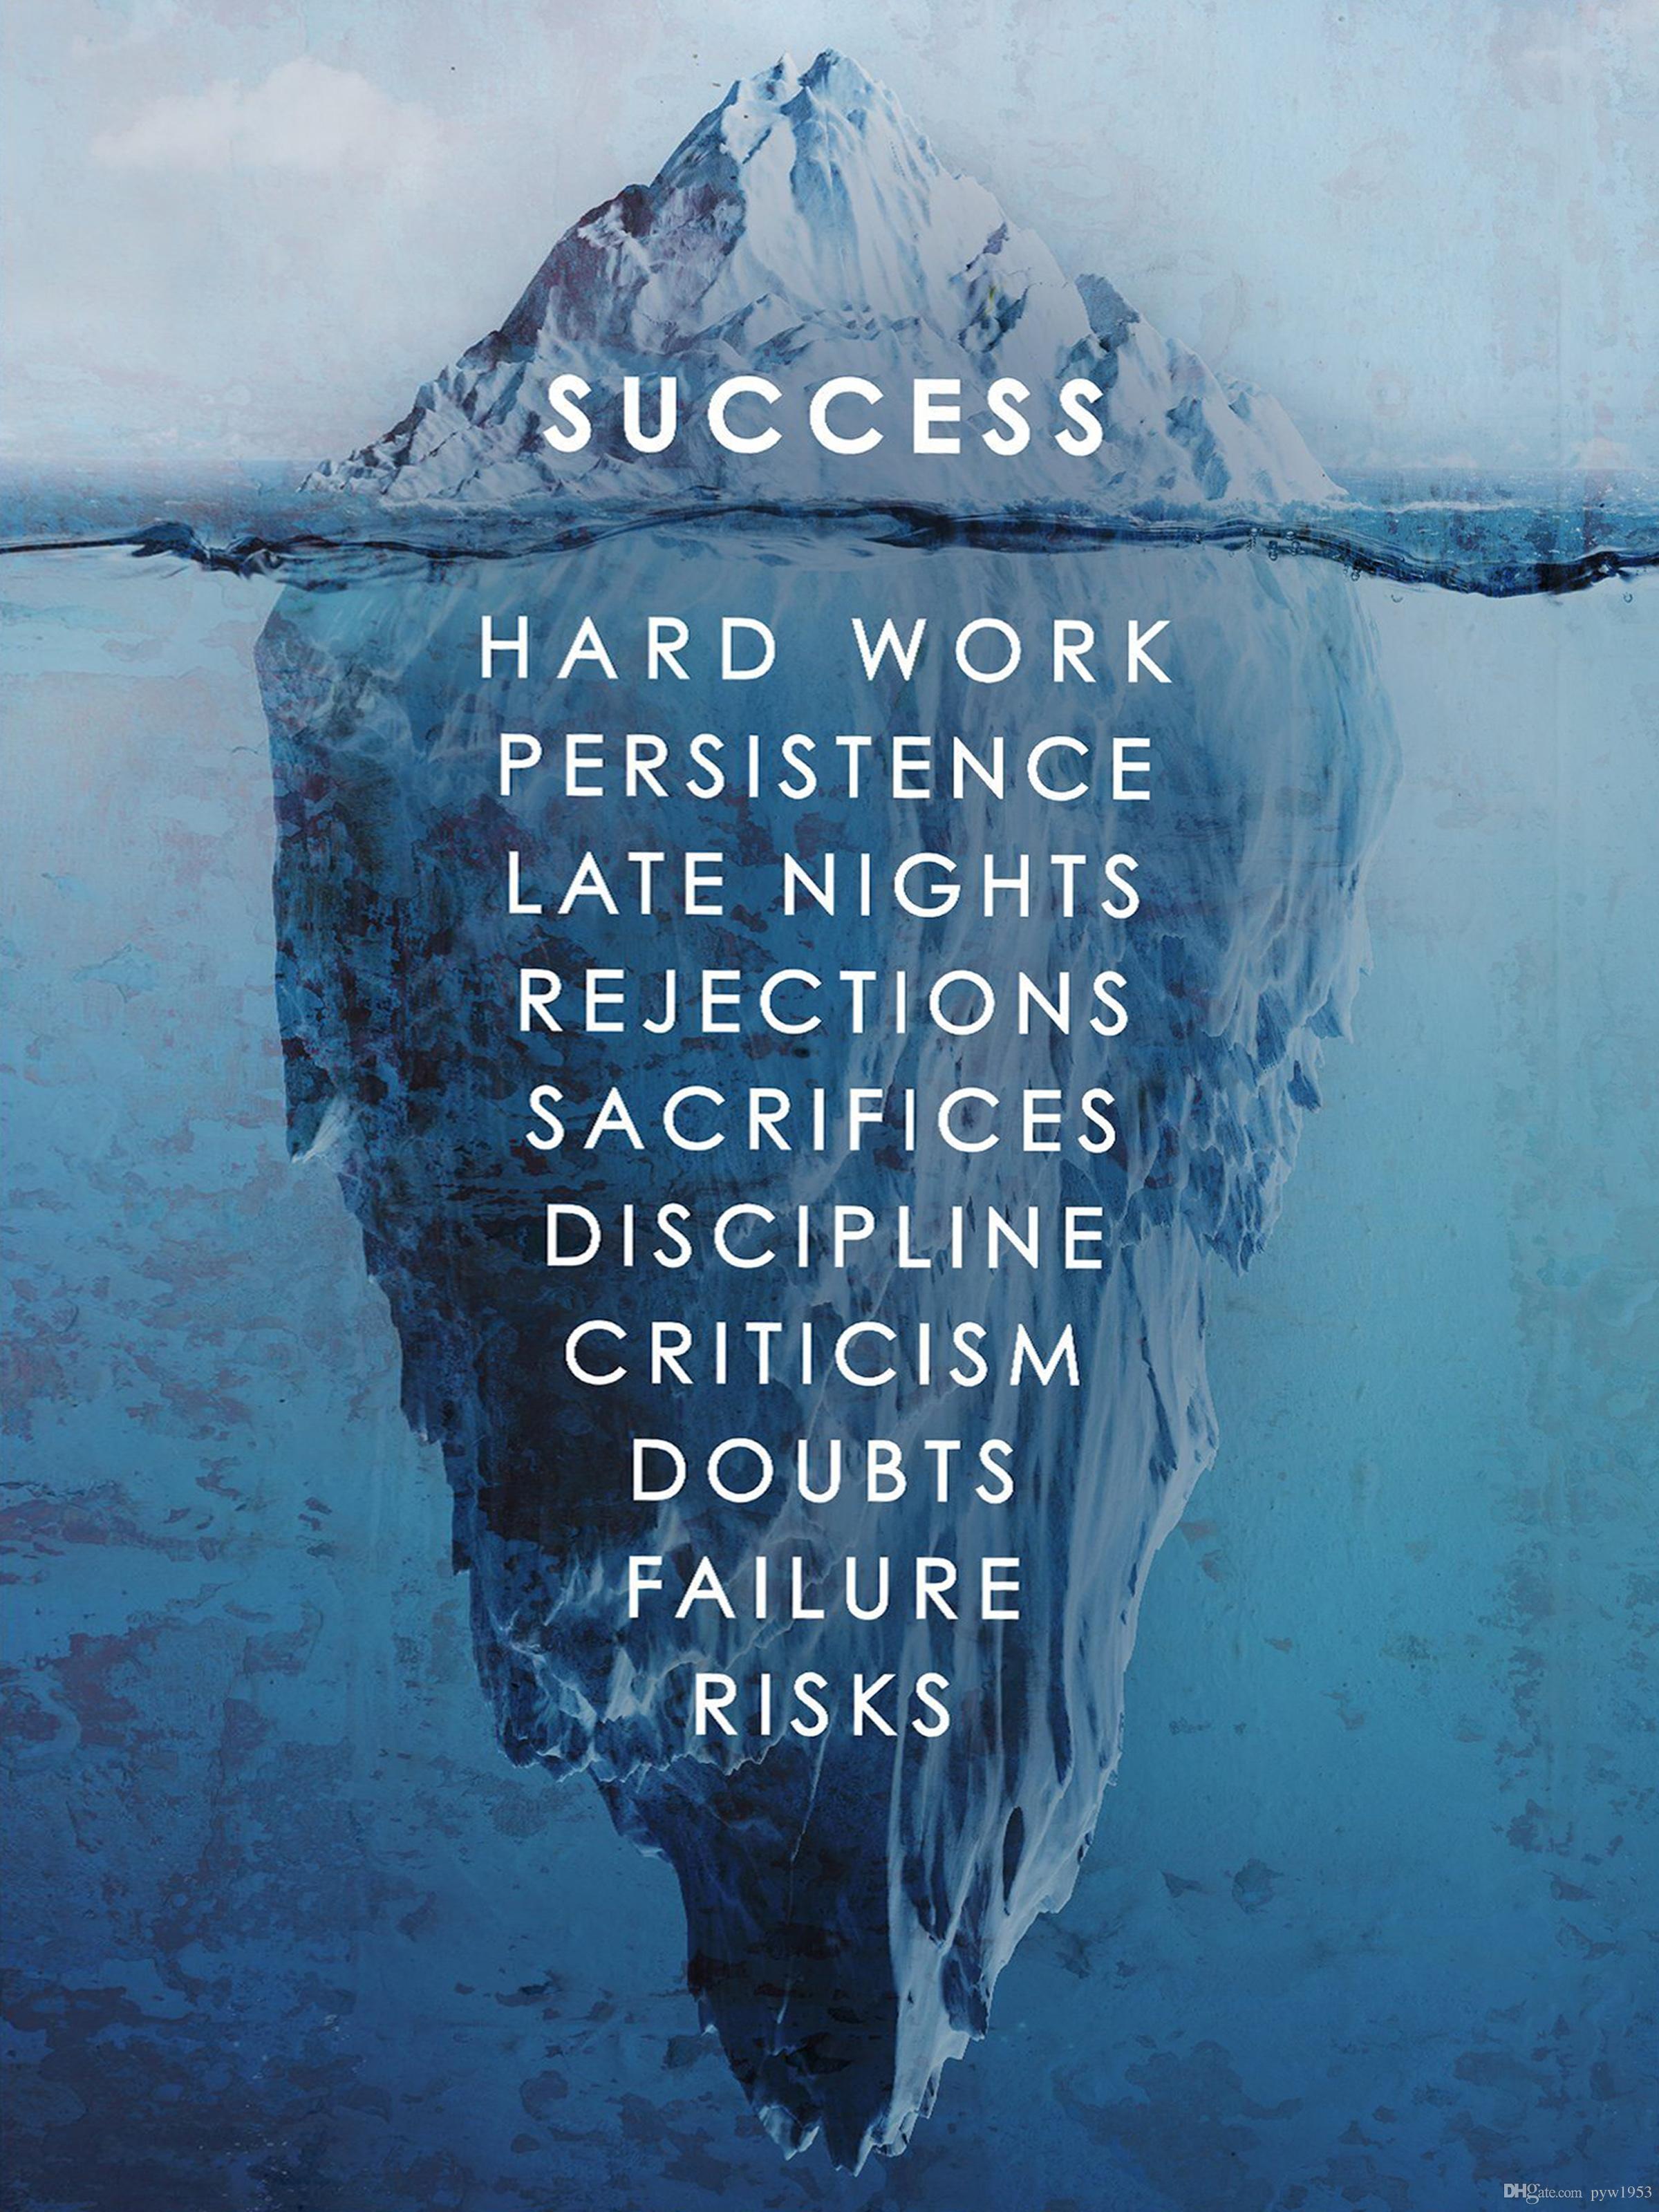 SUCCESS
HARD WORK
PERSISTENCE
LATE NIGHTS
REJECTIONS
SACRIFICES
DISCIPLINE
CRITICISM
DOUBTS
FAILURE
RISKS
DHgate.com pyw1953